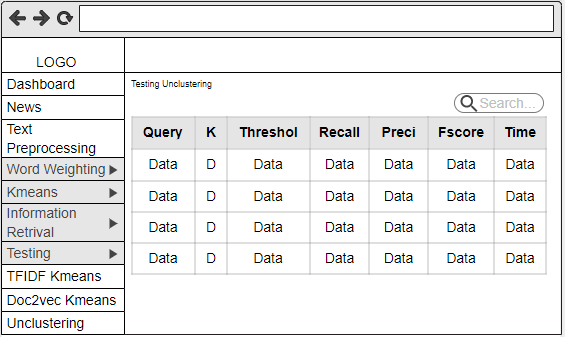 LOGO
Dashboard
News
Text
Preprocessing
Word Weighting
Kmeans
Information
Retrival
Testing
TFIDF Kmeans
Doc2vec Kmeans
Unclustering
Testing Unclustering
Search...
Query K Threshol Recall Preci Fscore Time
Data D Data Data Data Data Data
Data D Data Data Data Data Data
Data D Data Data Data Data Data
Data D Data Data Data Data Data